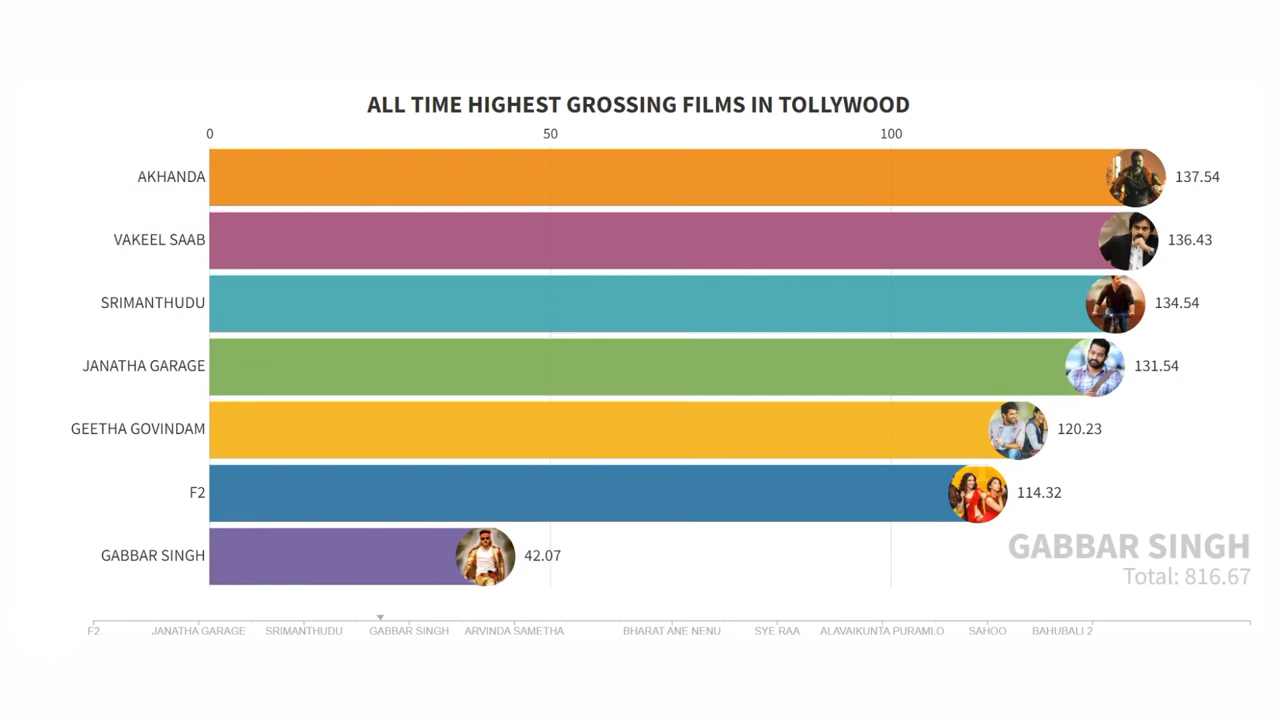 ALL TIME HIGHEST GROSSING FILMS IN TOLLYWOOD
0 50 100
AKHANDA 137.54
VAKEEL SAAB 136.43
SRIMANTHUDU 134.54
JANATHA GARAGE 131.54
GEETHA GOVINDAM 120.23
F2 114.32
GABBAR SINGH 42.07
GABBAR SINGH
Total: 816.67
F2 JANATHA GARAGE SRIMANTHUDU GABBAR SINGH ARVINDA SAMETHA BHARAT ANE NENU SYE RAA ALAVAIKUNTA PURAMLO SAHOO BAHUBALI 2